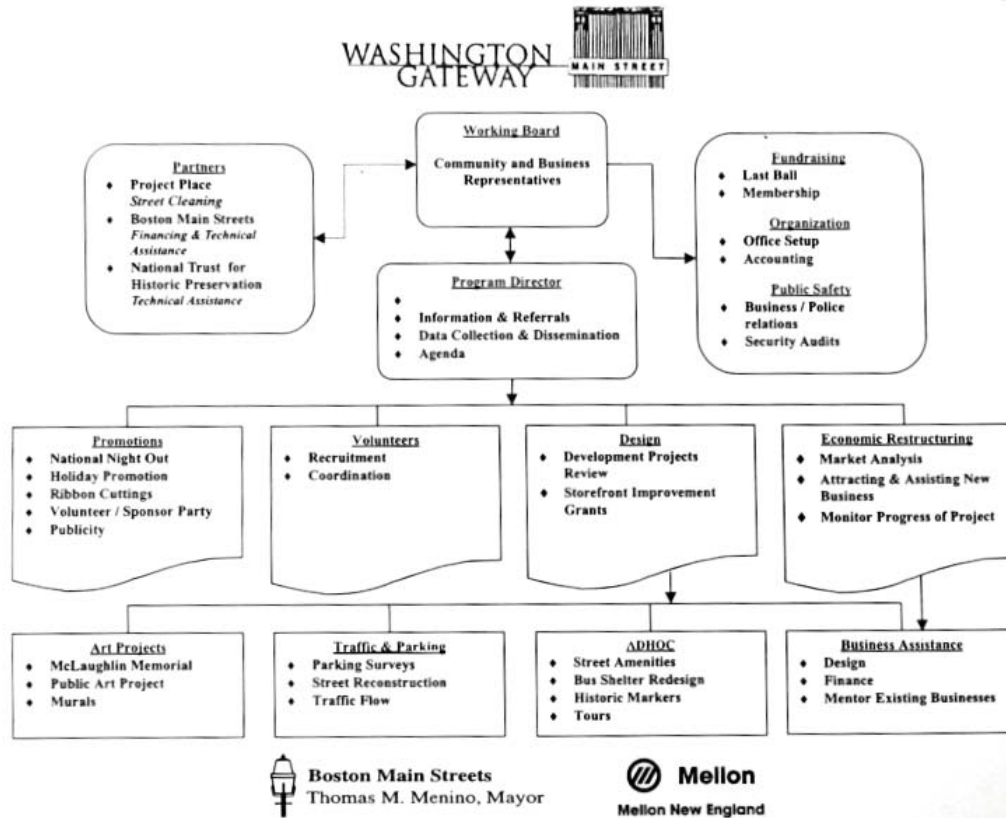 WASHINGTON
GATEWAY
MAIN STREET
Working Board
Community and Business
Representatives
Partners
♦ Project Place
Street Cleaning
♦ Boston Main Streets
Financing & Technical
Assistance
♦ National Trust for
Historic Preservation
Technical Assistance
Fundraising
♦ Last Ball
♦ Membership
Organization
♦ Office Setup
♦ Accounting
Public Safety
♦ Business / Police
relations
♦ Security Audits
Program Director
♦
♦ Information & Referrals
♦ Data Collection & Dissemination
♦ Agenda
Promotions
♦ National Night Out
♦ Holiday Promotion
♦ Ribbon Cuttings
♦ Volunteer / Sponsor Party
♦ Publicity
Volunteers
♦ Recruitment
♦ Coordination
Design
♦ Development Projects
Review
♦ Storefront Improvement
Grants
Economic Restructuring
♦ Market Analysis
♦ Attracting & Assisting New
Business
♦ Monitor Progress of Project
Art Projects
♦ McLaughlin Memorial
♦ Public Art Project
♦ Murals
Traffic & Parking
♦ Parking Surveys
♦ Street Reconstruction
♦ Traffic Flow
ADHOC
♦ Street Amenities
♦ Bus Shelter Redesign
♦ Historic Markers
♦ Tours
Business Assistance
♦ Design
♦ Finance
♦ Mentor Existing Businesses
Boston Main Streets
Thomas M. Menino, Mayor
Mellon
Mellon New England